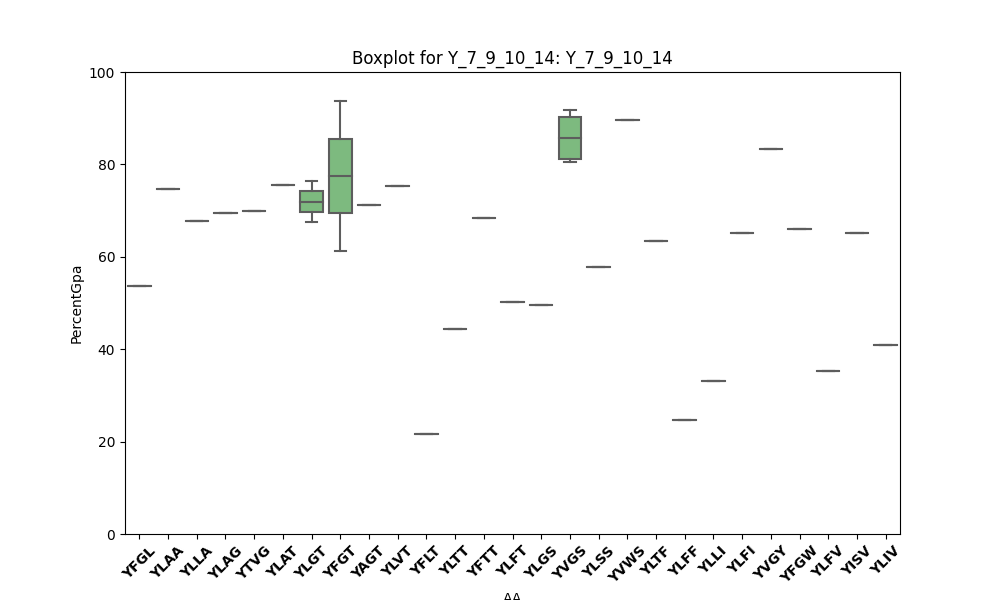 Boxplot for Y_7_9_10_14: Y_7_9_10_14
100
80
60
40
20
0
PercentGpa
YFGL YLAA YLLA YLAG YTVG YLAT YLGT YFGT YAGT YLVT YFLT YLTT YFTT YLFT YLGS YVGS YLSS YVWS YLTF YLFF YLLI YLFI YVGY YFGW YLFV YISV YLIV
AA